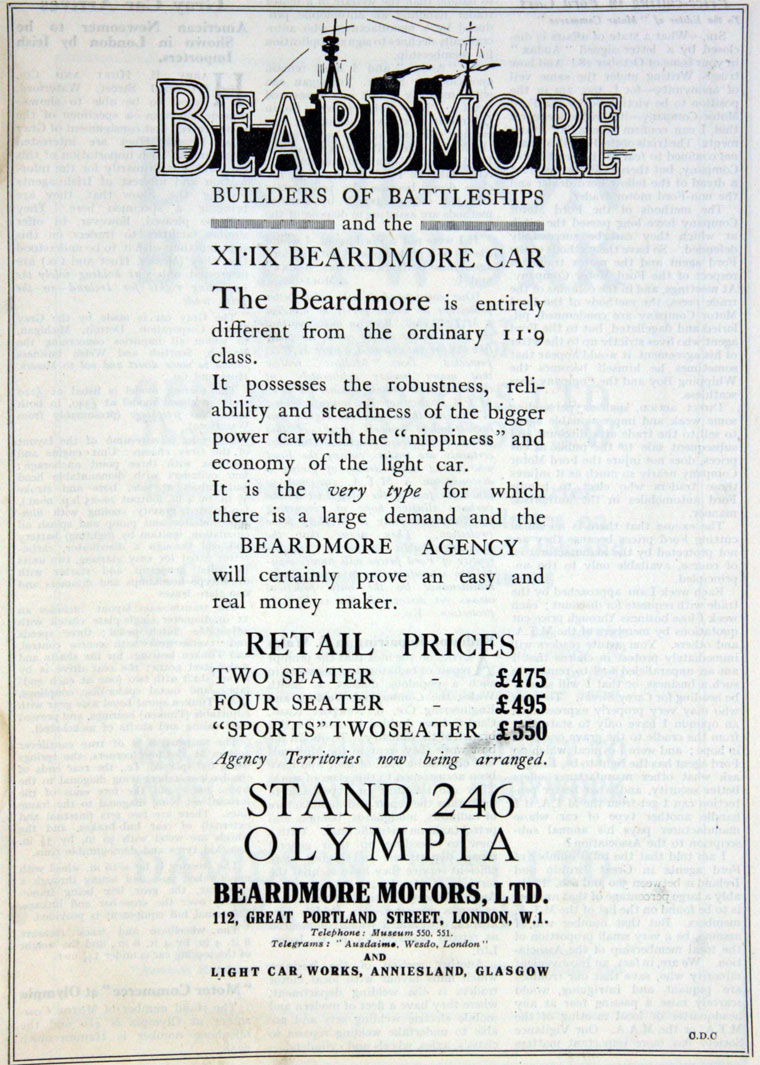 BEARDMORE
BUILDERS OF BATTLESHIPS
and the
XI·IX BEARDMORE CAR
The Beardmore is entirely
different from the ordinary 11·9
class.
It possesses the robustness, reli-
ability and steadiness of the bigger
power car with the "nippiness" and
economy of the light car.
It is the very type for which
there is a large demand and the
BEARDMORE AGENCY
will certainly prove an easy and
real money maker.
RETAIL PRICES
TWO SEATER - £475
FOUR SEATER - £495
"SPORTS" TWO SEATER £550
Agency Territories now being arranged.
STAND 246
OLYMPIA
BEARDMORE MOTORS, LTD.
112, GREAT PORTLAND STREET, LONDON, W.1.
Telephone: Museum 550, 551.
Telegrams: "Ausdaimo, Wesdo, London"
AND
LIGHT CAR WORKS, ANNIESLAND, GLASGOW
C.D.C